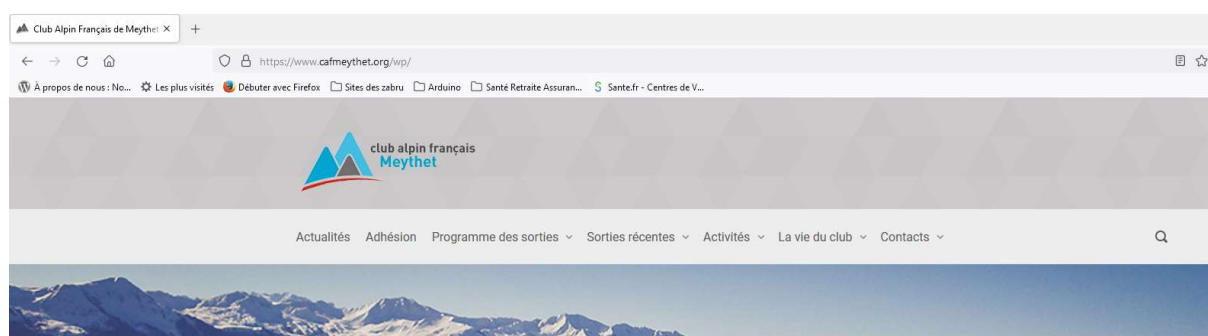 Club Alpin Français de Meythet
https://www.cafmeythet.org/wp/
À propos de nous : No... Les plus visités Débuter avec Firefox Sites des zabru Arduino Santé Retraite Assuran... Sante.fr - Centres de V...
club alpin français
Meythet
Actualités Adhésion Programme des sorties Sorties récentes Activités La vie du club Contacts